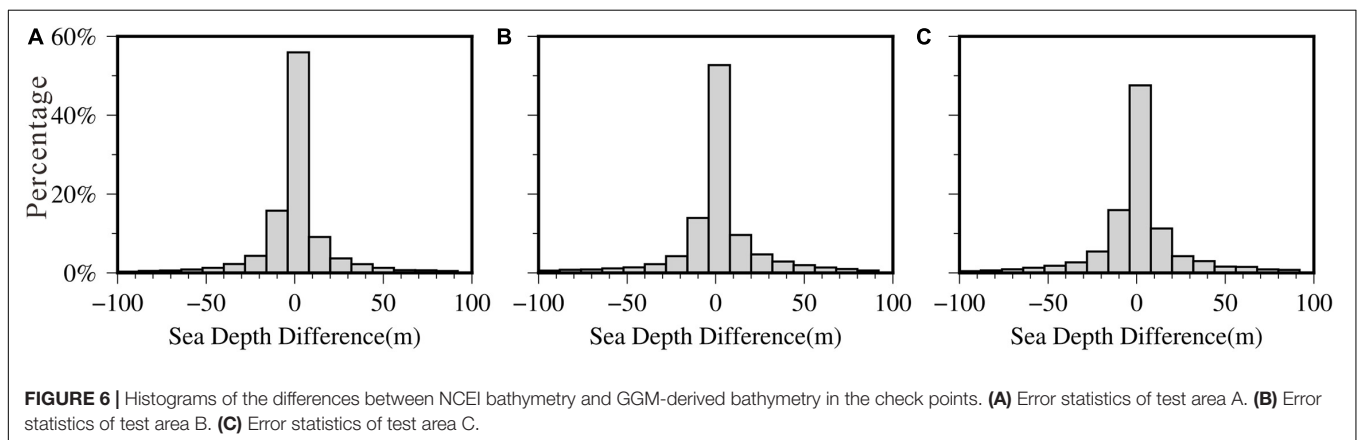 A B C
60%
40%
20%
0%
Percentage
−100 −50 0 50 100 −100 −50 0 50 100 −100 −50 0 50 100
Sea Depth Difference(m) Sea Depth Difference(m) Sea Depth Difference(m)
FIGURE 6 | Histograms of the differences between NCEI bathymetry and GGM-derived bathymetry in the check points. (A) Error statistics of test area A. (B) Error
statistics of test area B. (C) Error statistics of test area C.